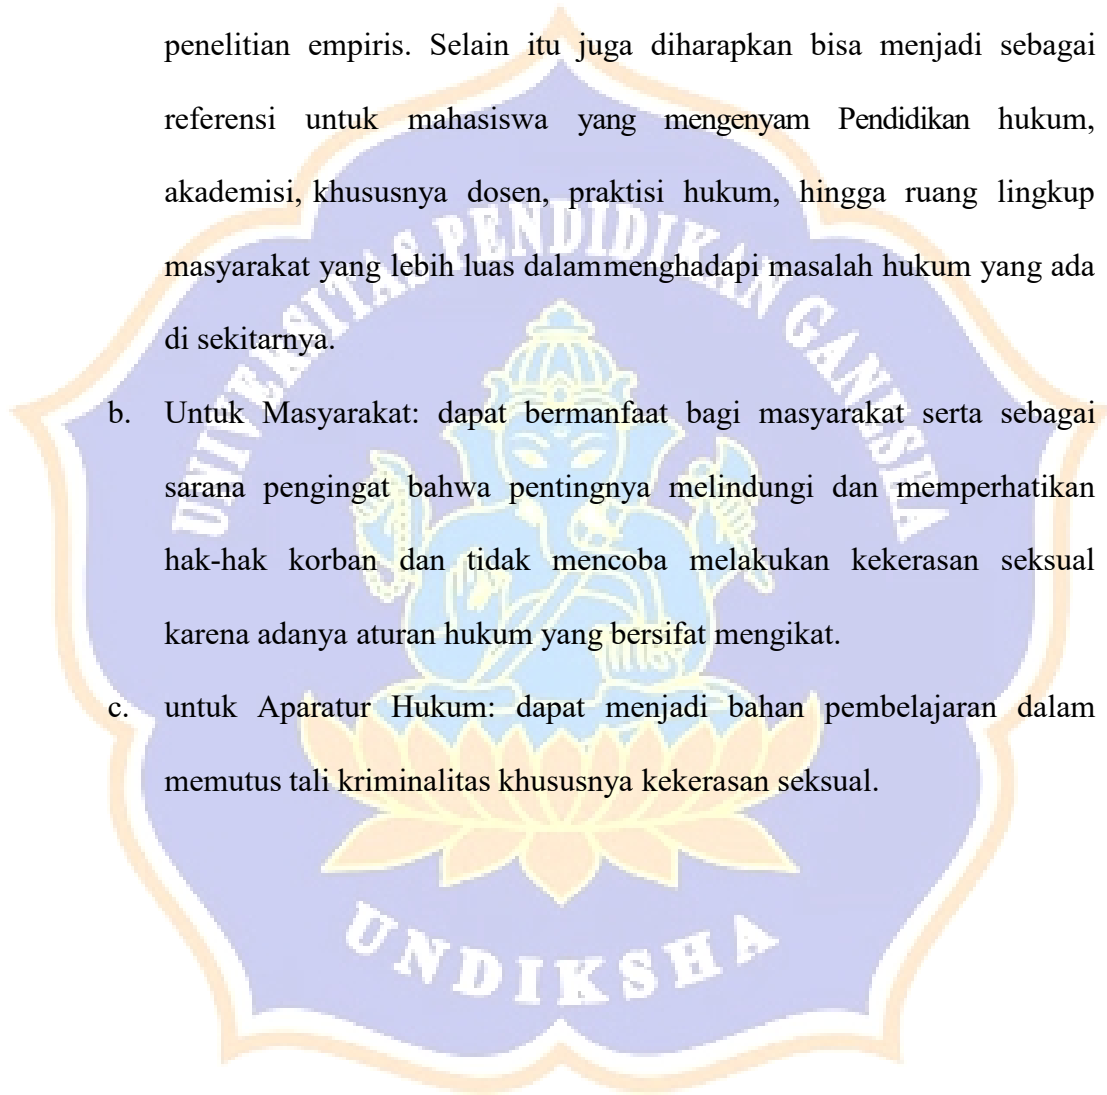 penelitian empiris. Selain itu juga diharapkan bisa menjadi sebagai
referensi untuk mahasiswa yang mengenyam Pendidikan hukum,
akademisi, khususnya dosen, praktisi hukum, hingga ruang lingkup
masyarakat yang lebih luas dalammenghadapi masalah hukum yang ada
di sekitarnya.
b. Untuk Masyarakat: dapat bermanfaat bagi masyarakat serta sebagai
sarana pengingat bahwa pentingnya melindungi dan memperhatikan
hak-hak korban dan tidak mencoba melakukan kekerasan seksual
karena adanya aturan hukum yang bersifat mengikat.
c. untuk Aparatur Hukum: dapat menjadi bahan pembelajaran dalam
memutus tali kriminalitas khususnya kekerasan seksual.
UNIVERSITAS PENDIDIKAN GANESHA
UNDIKSHA